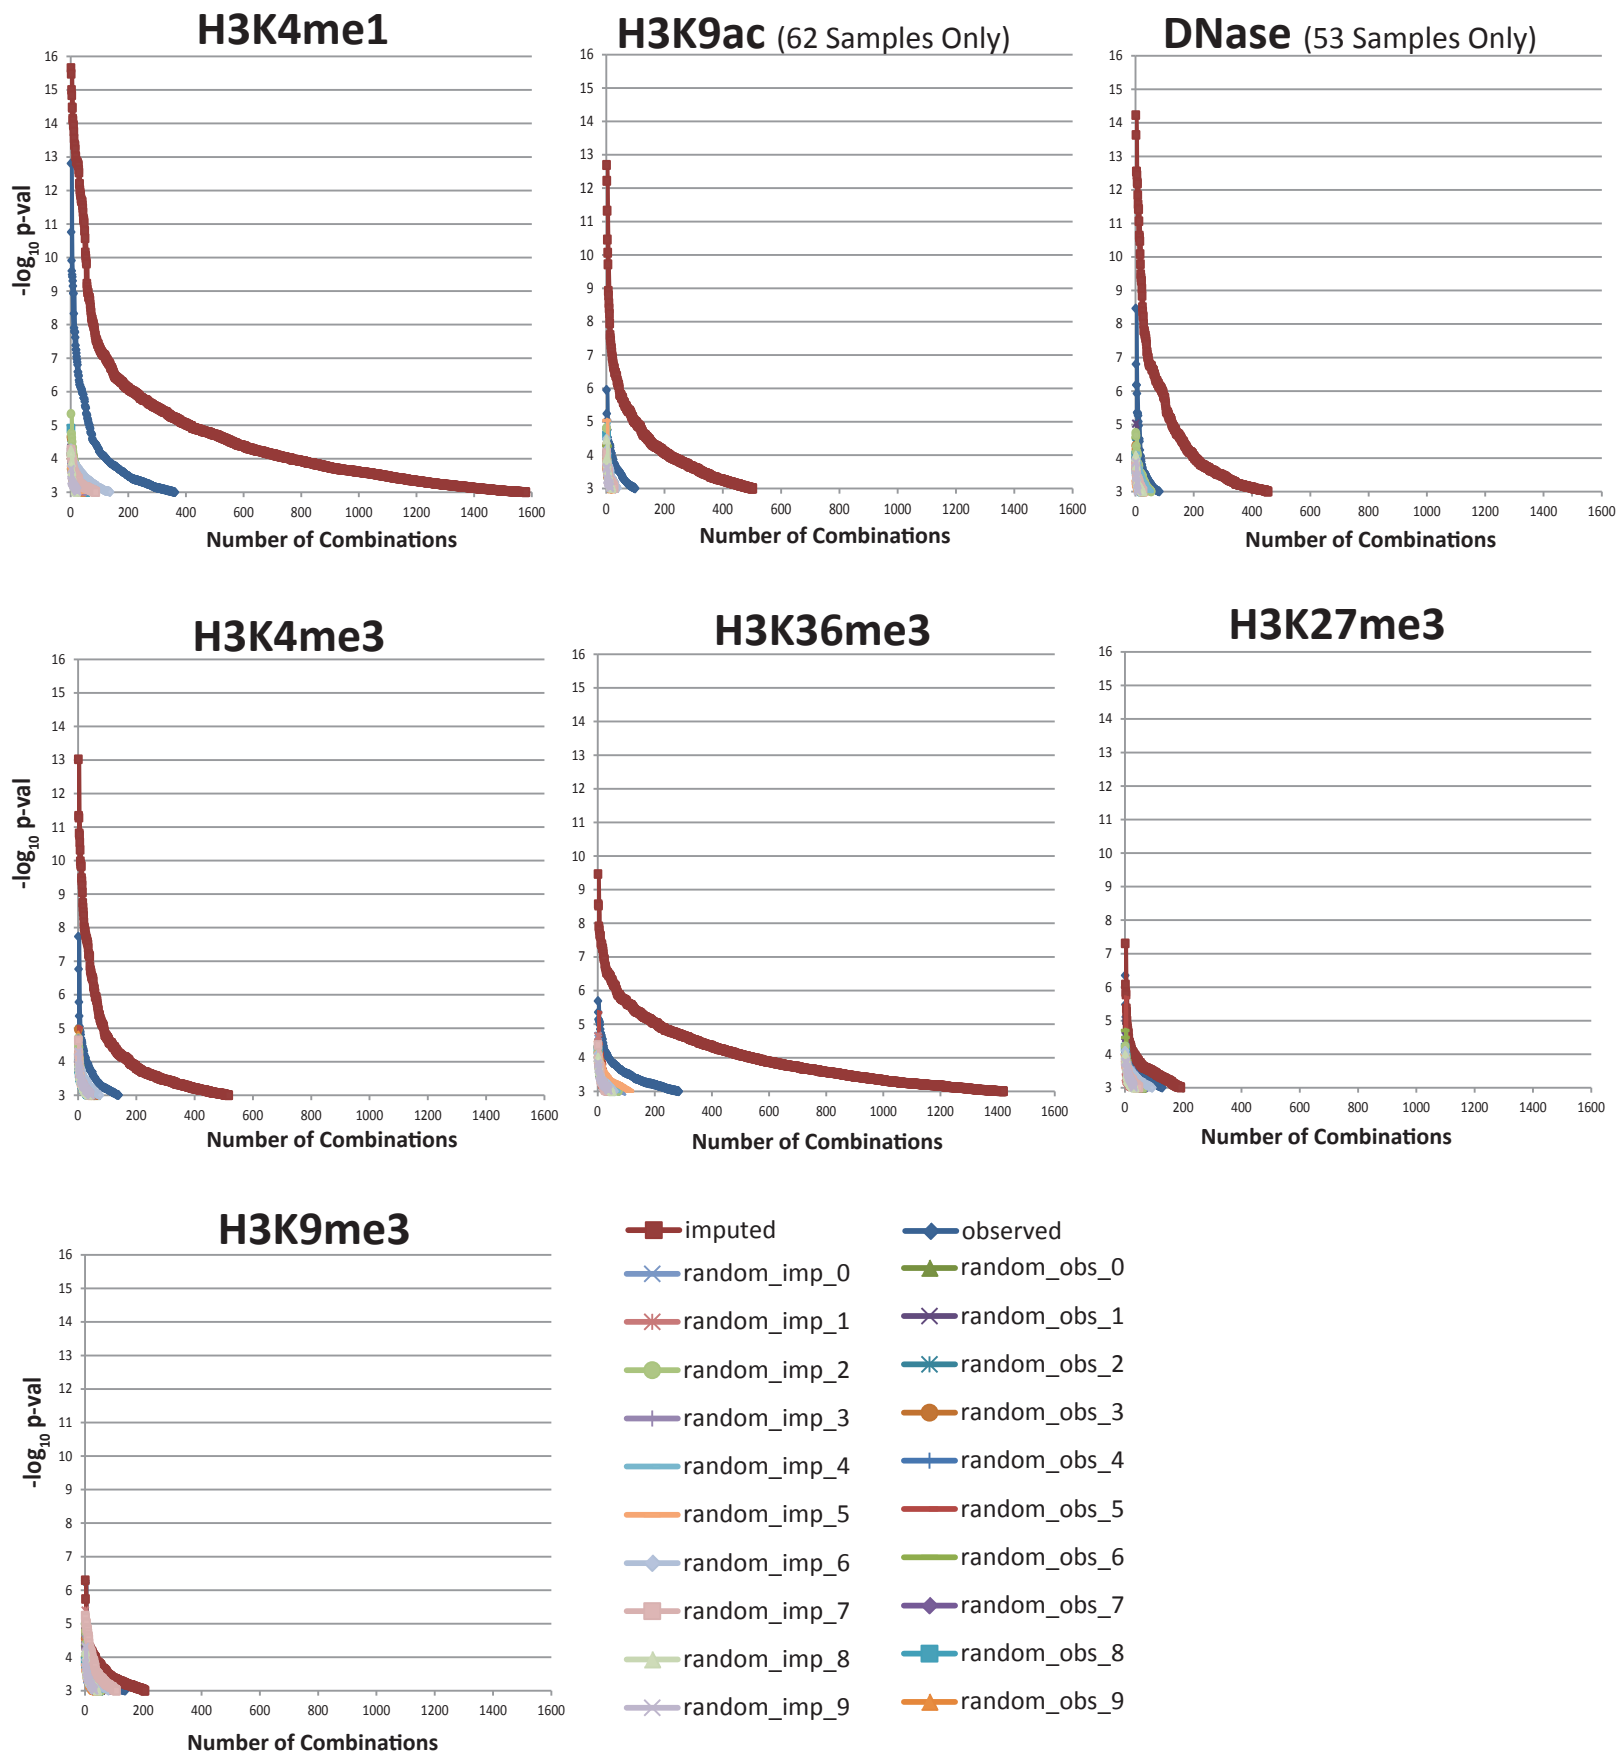 H3K4me1
H3K9ac (62 Samples Only)
DNase (53 Samples Only)
16
15
14
13
12
11
10
9
8
7
6
5
4
3
-log10 p-val
0 200 400 600 800 1000 1200 1400 1600
Number of Combinations
16
15
14
13
12
11
10
9
8
7
6
5
4
3
0 200 400 600 800 1000 1200 1400 1600
Number of Combinations
16
15
14
13
12
11
10
9
8
7
6
5
4
3
0 200 400 600 800 1000 1200 1400 1600
Number of Combinations
H3K4me3
H3K36me3
H3K27me3
16
15
14
13
12
11
10
9
8
7
6
5
4
3
-log10 p-val
0 200 400 600 800 1000 1200 1400 1600
Number of Combinations
16
15
14
13
12
11
10
9
8
7
6
5
4
3
0 200 400 600 800 1000 1200 1400 1600
Number of Combinations
16
15
14
13
12
11
10
9
8
7
6
5
4
3
0 200 400 600 800 1000 1200 1400 1600
Number of Combinations
H3K9me3
16
15
14
13
12
11
10
9
8
7
6
5
4
3
-log10 p-val
0 200 400 600 800 1000 1200 1400 1600
Number of Combinations
imputed
random_imp_0
random_imp_1
random_imp_2
random_imp_3
random_imp_4
random_imp_5
random_imp_6
random_imp_7
random_imp_8
random_imp_9
observed
random_obs_0
random_obs_1
random_obs_2
random_obs_3
random_obs_4
random_obs_5
random_obs_6
random_obs_7
random_obs_8
random_obs_9